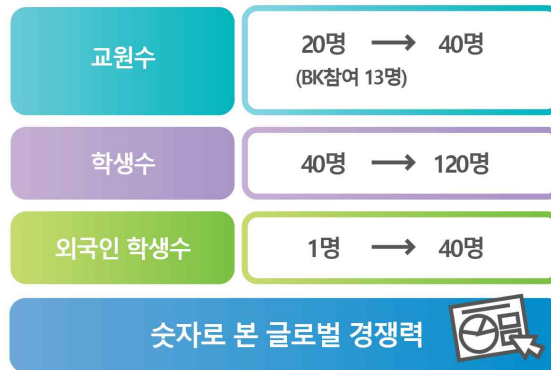 교원수
20명 → 40명
(BK참여 13명)
학생수
40명 → 120명
외국인 학생수
1명 → 40명
숫자로 본 글로벌 경쟁력